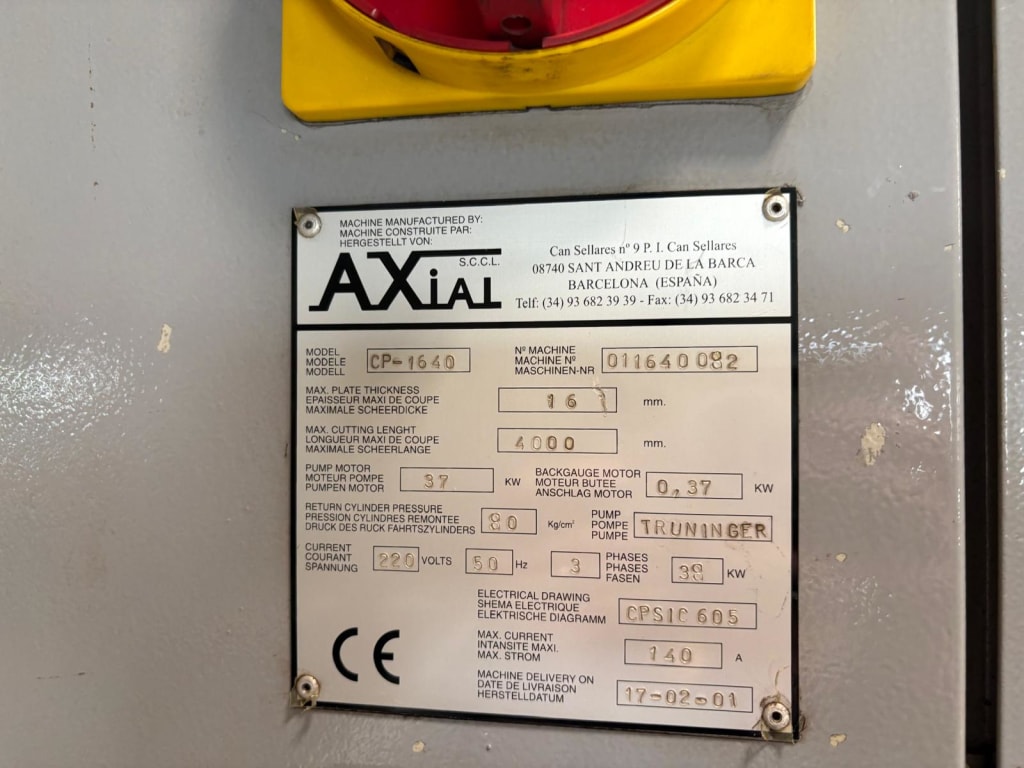 MACHINE MANUFACTURED BY:
MACHINE CONSTRUITE PAR:
HERGESTELLT VON:
AXiAL S.C.C.L.
Can Sellares nº 9 P. I. Can Sellares
08740 SANT ANDREU DE LA BARCA
BARCELONA (ESPAÑA)
Telf: (34) 93 682 39 39 - Fax: (34) 93 682 34 71
MODEL
MODELE
MODELL
CP-1640
Nº MACHINE
MACHINE Nº
MASCHINEN-NR
MAX. PLATE THICKNESS
EPAISSEUR MAXI DE COUPE
MAXIMALE SCHEERDICKE
16 mm.
MAX. CUTTING LENGHT
LONGUEUR MAXI DE COUPE
MAXIMALE SCHEERLANGE
4000 mm.
PUMP MOTOR
MOTEUR POMPE
PUMPEN MOTOR
37 KW
BACKGAUGE MOTOR
MOTEUR BUTEE
ANSCHLAG MOTOR
0,37 KW
RETURN CYLINDER PRESSURE
PRESSION CYLINDRES REMONTEE
DRUCK DES RUCK FAHRTSZYLINDERS
Kg/cm²
PUMP
POMPE
PUMPE
TRUNINGER
CURRENT
COURANT
SPANNUNG
220 VOLTS
50 Hz
3
PHASES
PHASES
FASEN
KW
ELECTRICAL DRAWING
SHEMA ELECTRIQUE
ELEKTRISCHE DIAGRAMM
CPS1C 605
MAX. CURRENT
INTANSITE MAXI.
MAX. STROM
140 A
MACHINE DELIVERY ON
DATE DE LIVRAISON
HERSTELLDATUM
17-02-01
CE